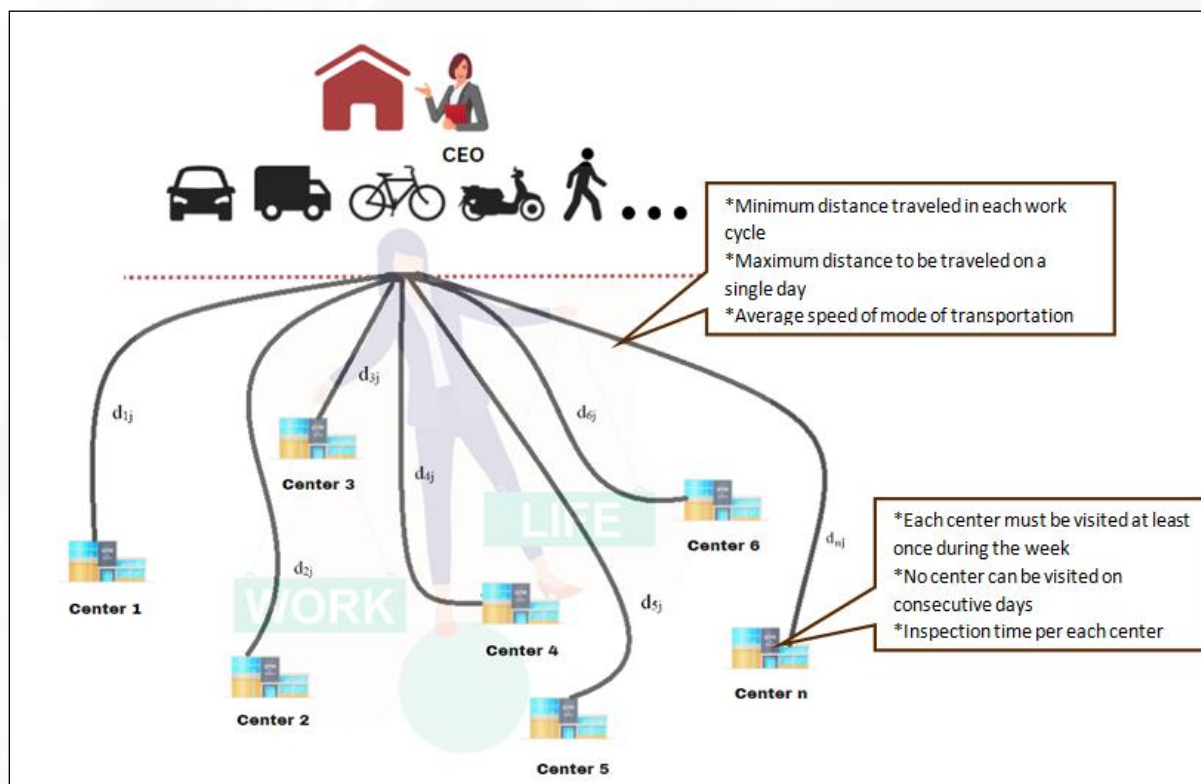 CEO
*Minimum distance traveled in each work
cycle
*Maximum distance to be traveled on a
single day
*Average speed of mode of transportation
d3j
d1j
d6j
d4j
Center 3
LIFE
*Each center must be visited at least
once during the week
*No center can be visited on
consecutive days
*Inspection time per each center
Center 6
dnj
d2j
Center 1
WORK
d5j
Center 4
Center n
Center 2
Center 5